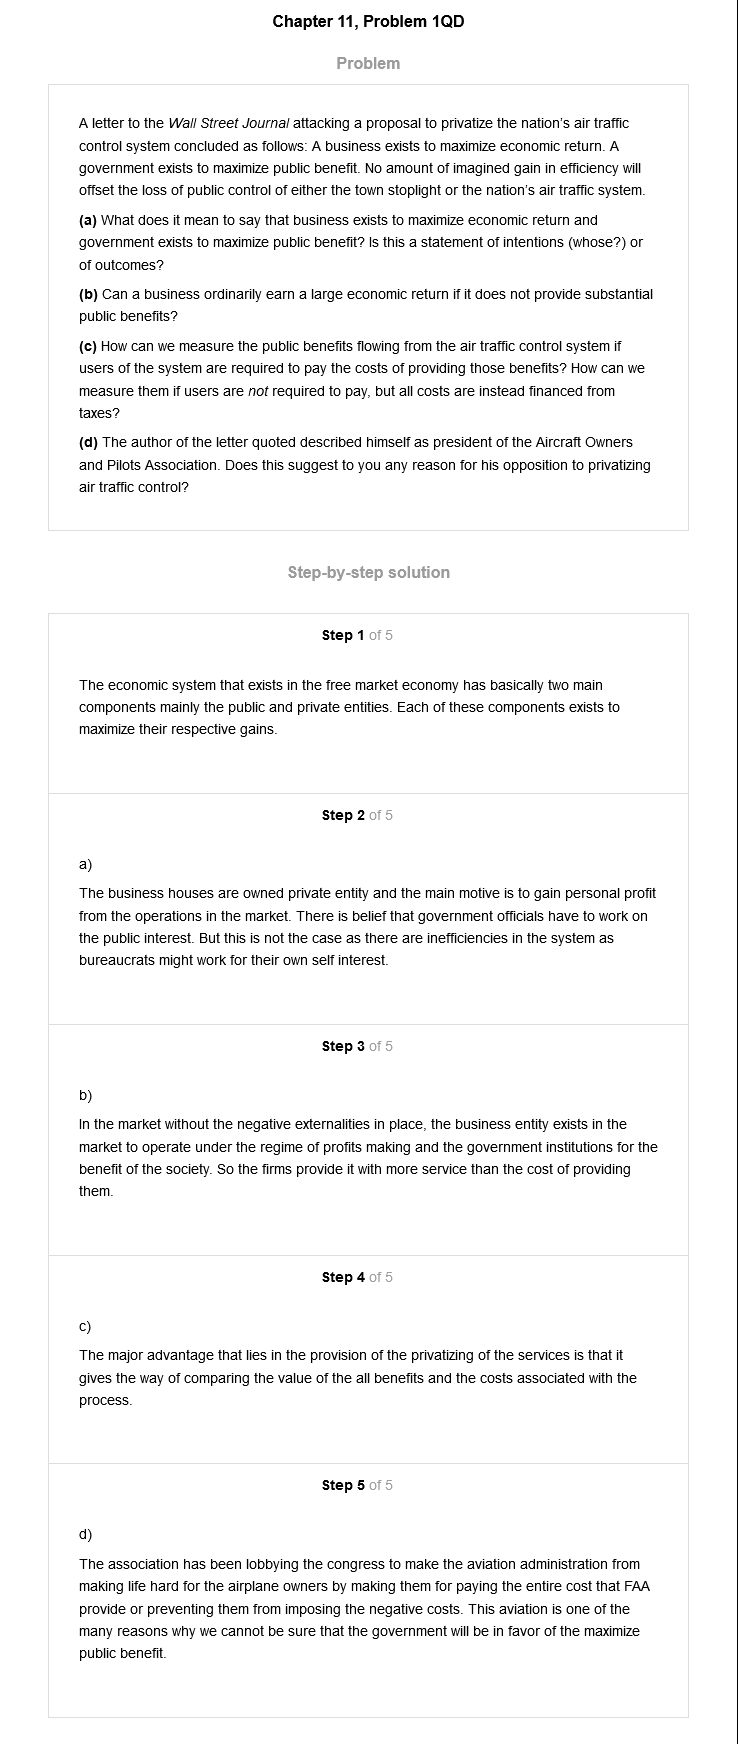 Chapter 11, Problem 1QD
Problem
A letter to the Wall Street Journal attacking a proposal to privatize the nation's air traffic
control system concluded as follows: A business exists to maximize economic return. A
government exists to maximize public benefit. No amount of imagined gain in efficiency will
offset the loss of public control of either the town stoplight or the nation's air traffic system.
(a) What does it mean to say that business exists to maximize economic return and
government exists to maximize public benefit? Is this a statement of intentions (whose?) or
of outcomes?
(b) Can a business ordinarily earn a large economic return if it does not provide substantial
public benefits?
(c) How can we measure the public benefits flowing from the air traffic control system if
users of the system are required to pay the costs of providing those benefits? How can we
measure them if users are not required to pay, but all costs are instead financed from
taxes?
(d) The author of the letter quoted described himself as president of the Aircraft Owners
and Pilots Association. Does this suggest to you any reason for his opposition to privatizing
air traffic control?
Step-by-step solution
Step 1 of 5
The economic system that exists in the free market economy has basically two main
components mainly the public and private entities. Each of these components exists to
maximize their respective gains.
Step 2 of 5
a)
The business houses are owned private entity and the main motive is to gain personal profit
from the operations in the market. There is belief that government officials have to work on
the public interest. But this is not the case as there are inefficiencies in the system as
bureaucrats might work for their own self interest.
Step 3 of 5
b)
In the market without the negative externalities in place, the business entity exists in the
market to operate under the regime of profits making and the government institutions for the
benefit of the society. So the firms provide it with more service than the cost of providing
them.
Step 4 of 5
c)
The major advantage that lies in the provision of the privatizing of the services is that it
gives the way of comparing the value of the all benefits and the costs associated with the
process.
Step 5 of 5
d)
The association has been lobbying the congress to make the aviation administration from
making life hard for the airplane owners by making them for paying the entire cost that FAA
provide or preventing them from imposing the negative costs. This aviation is one of the
many reasons why we cannot be sure that the government will be in favor of the maximize
public benefit.